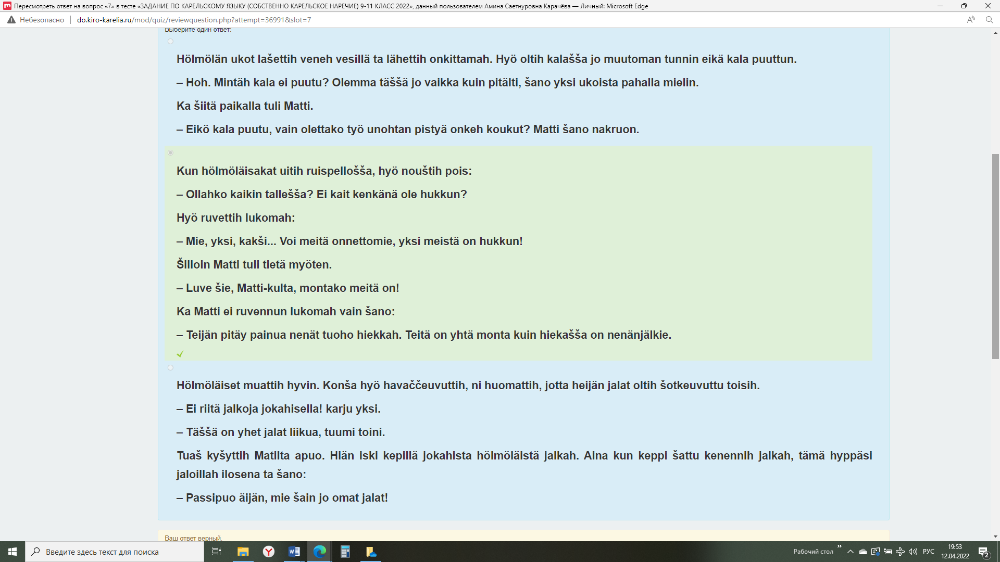 Пересмотреть ответ на вопрос «7» в тесте «ЗАДАНИЕ ПО КАРЕЛЬСКОМУ ЯЗЫКУ (СОБСТВЕННО КАРЕЛЬСКОЕ НАРЕЧИЕ) 9-11 КЛАСС 2022», данный пользователем Амина Саетнуровна Карачёва — Личный: Microsoft Edge
Небезопасно do.kiro-karelia.ru/mod/quiz/reviewquestion.php?attempt=36991&slot=7
Выберите один ответ:
Hölmölän ukot lašettih veneh vesillä ta lähettih onkittamah. Hyö oltih kalašša jo muutoman tunnin eikä kala puuttun.
– Hoh. Mintäh kala ei puutu? Olemma täššä jo vaikka kuin pitälti, šano yksi ukoista pahalla mielin.
Ka šiitä paikalla tuli Matti.
– Eikö kala puutu, vain olettako työ unohtan pistyä onkeh koukut? Matti šano nakruon.
Kun hölmöläisakat uitih ruispellošša, hyö nouštih pois:
– Ollahko kaikin tallešša? Ei kait kenkänä ole hukkun?
Hyö ruvettih lukomah:
– Mie, yksi, kakši... Voi meitä onnettomie, yksi meistä on hukkun!
Šilloin Matti tuli tietä myöten.
– Luve šie, Matti-kulta, montako meitä on!
Ka Matti ei ruvennun lukomah vain šano:
– Teijän pitäy painua nenät tuoho hiekkah. Teitä on yhtä monta kuin hiekašša on nenänjälkie.
Hölmöläiset muattih hyvin. Konša hyö havaččeuvuttih, ni huomattih, jotta heijän jalat oltih šotkeuvuttu toisih.
– Ei riitä jalkoja jokahisella! karju yksi.
– Täššä on yhet jalat liikua, tuumi toini.
Tuaš kyšyttih Matilta apuo. Hiän iski kepillä jokahista hölmöläistä jalkah. Aina kun keppi šattu kenennih jalkah, tämä hyppäsi
jaloillah ilosena ta šano:
– Passipuo äijän, mie šain jo omat jalat!
Ваш ответ верный.
Введите здесь текст для поиска
Рабочий стол
РУС
19:53
12.04.2022
2